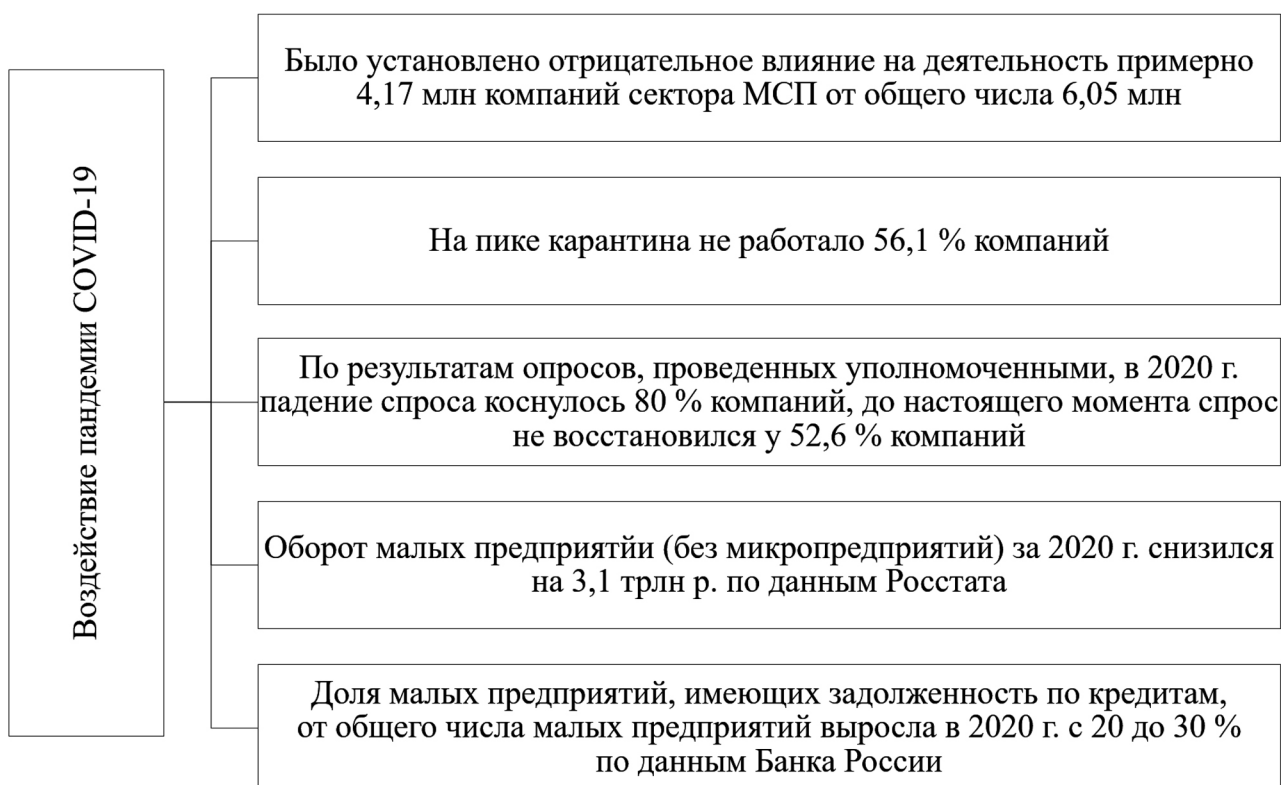 Воздействие пандемии COVID-19
Было установлено отрицательное влияние на деятельность примерно
4,17 млн компаний сектора МСП от общего числа 6,05 млн
На пике карантина не работало 56,1 % компаний
По результатам опросов, проведенных уполномоченными, в 2020 г.
падение спроса коснулось 80 % компаний, до настоящего момента спрос
не восстановился у 52,6 % компаний
Оборот малых предприятйи (без микропредприятий) за 2020 г. снизился
на 3,1 трлн р. по данным Росстата
Доля малых предприятий, имеющих задолженность по кредитам,
от общего числа малых предприятий выросла в 2020 г. с 20 до 30 %
по данным Банка России